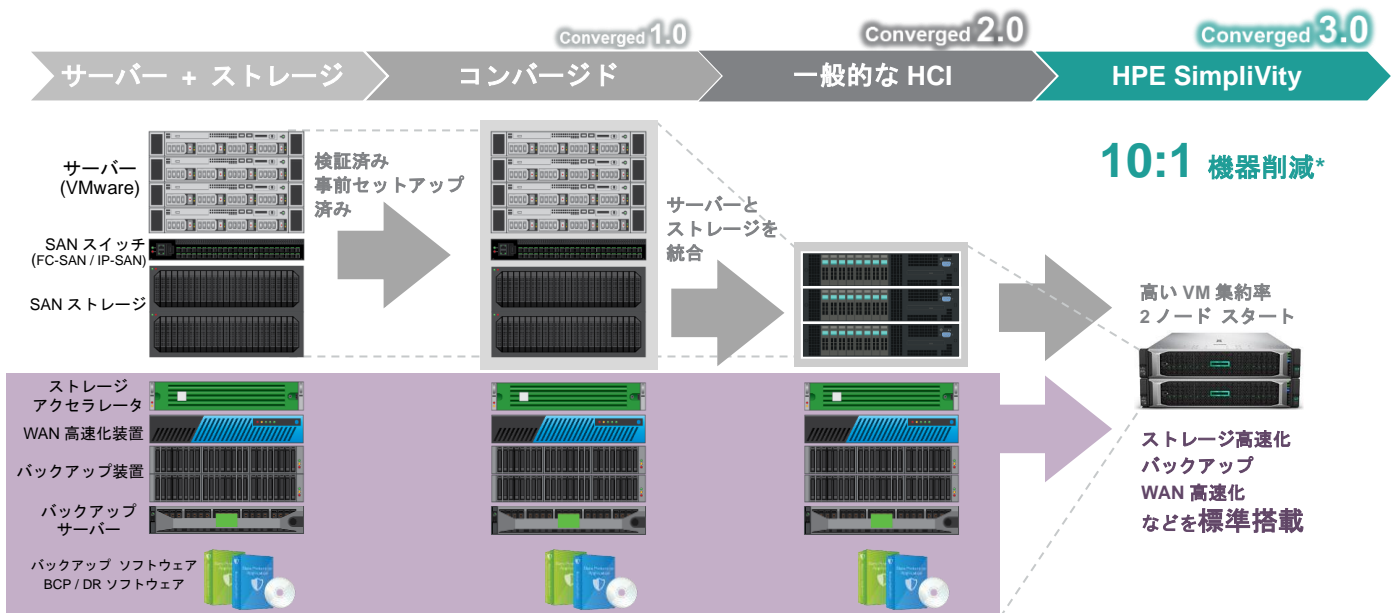 Converged 1.0
Converged 2.0
Converged 3.0
サーバー + ストレージ
コンバージド
一般的な HCI
HPE SimpliVity
サーバー
(VMware)
検証済み
事前セットアップ
済み
10:1 機器削減*
SAN スイッチ
(FC-SAN / IP-SAN)
サーバーと
ストレージを
統合
SAN ストレージ
高い VM 集約率
2 ノード スタート
ストレージ
アクセラレータ
WAN 高速化装置
バックアップ装置
バックアップ
サーバー
バックアップ ソフトウェア
BCP / DR ソフトウェア
ストレージ高速化
バックアップ
WAN 高速化
などを標準搭載